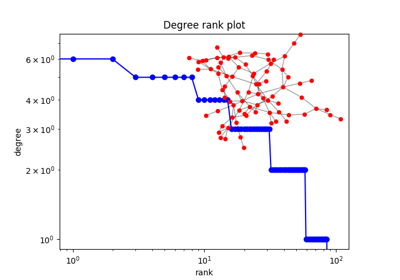 Degree rank plot
6 × 10⁰
4 × 10⁰
3 × 10⁰
2 × 10⁰
10⁰
degree
10⁰ 10¹ 10²
rank